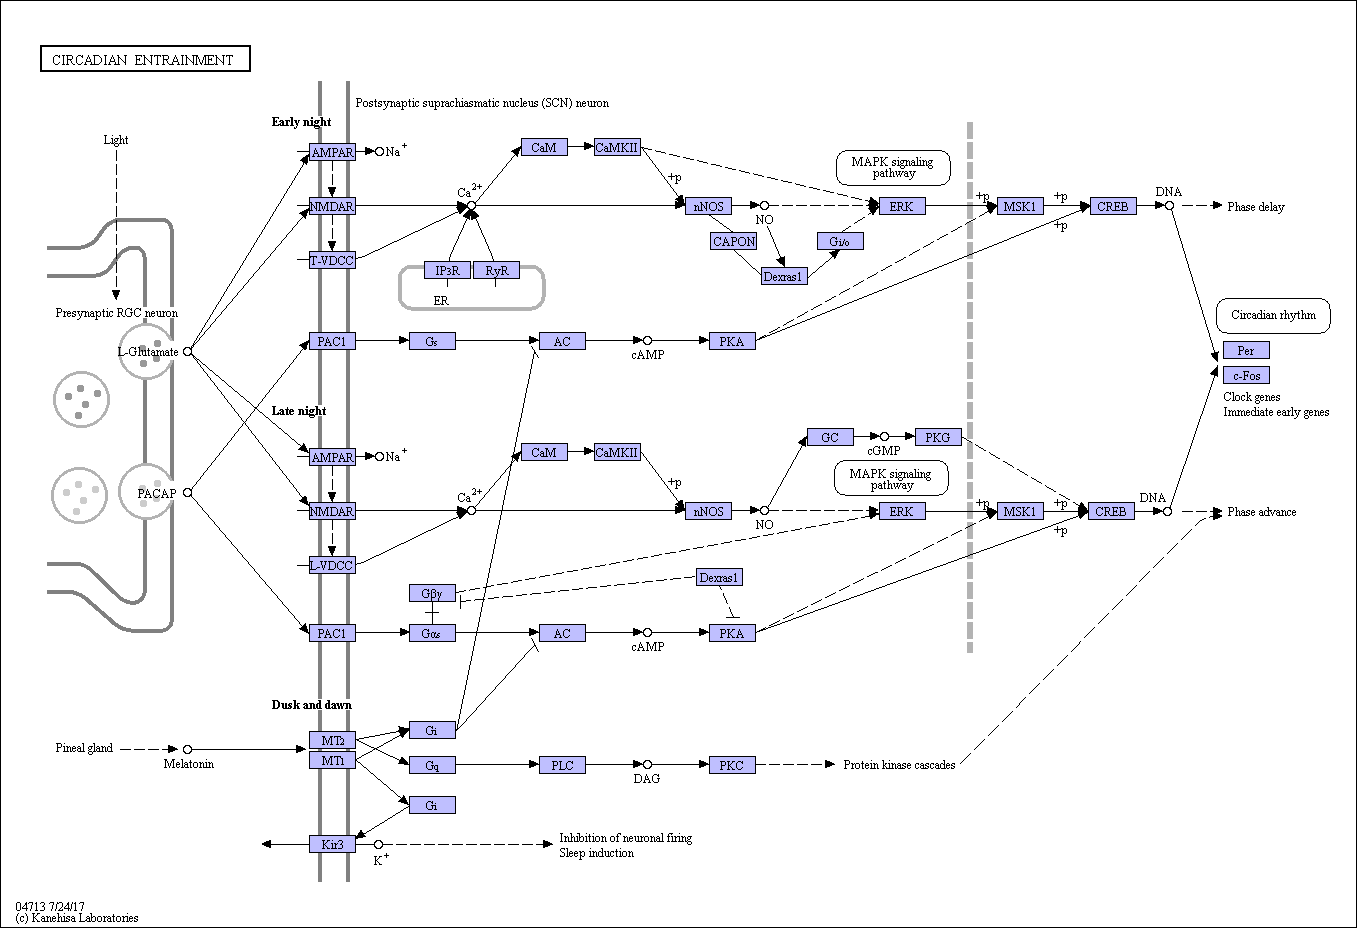 CIRCADIAN ENTRAINMENT
Postsynaptic suprachiasmatic nucleus (SCN) neuron
Early night
Light
AMPAR
Na+
CaM
CaMKII
MAPK signaling
pathway
+p
Ca2+
NMDAR
nNOS
NO
ERK
+p
MSK1
+p
CREB
DNA
Phase delay
+p
CAPON
Gi/o
T-VDCC
IP3R
RyR
Dexras1
ER
Presynaptic RGC neuron
Circadian rhythm
PAC1
Gs
AC
cAMP
PKA
L-Glutamate
Per
c-Fos
Clock genes
Immediate early genes
Late night
AMPAR
Na+
CaM
CaMKII
GC
cGMP
PKG
MAPK signaling
pathway
+p
PACAP
Ca2+
NMDAR
nNOS
NO
ERK
+p
MSK1
+p
CREB
DNA
Phase advance
+p
L-VDCC
Dexras1
Gβγ
PAC1
Gαs
AC
cAMP
PKA
Dusk and dawn
Gi
MT2
Pineal gland
Melatonin
MT1
Gq
PLC
DAG
PKC
Protein kinase cascades
Gi
Kir3
K+
Inhibition of neuronal firing
Sleep induction
04713 7/24/17
(c) Kanehisa Laboratories